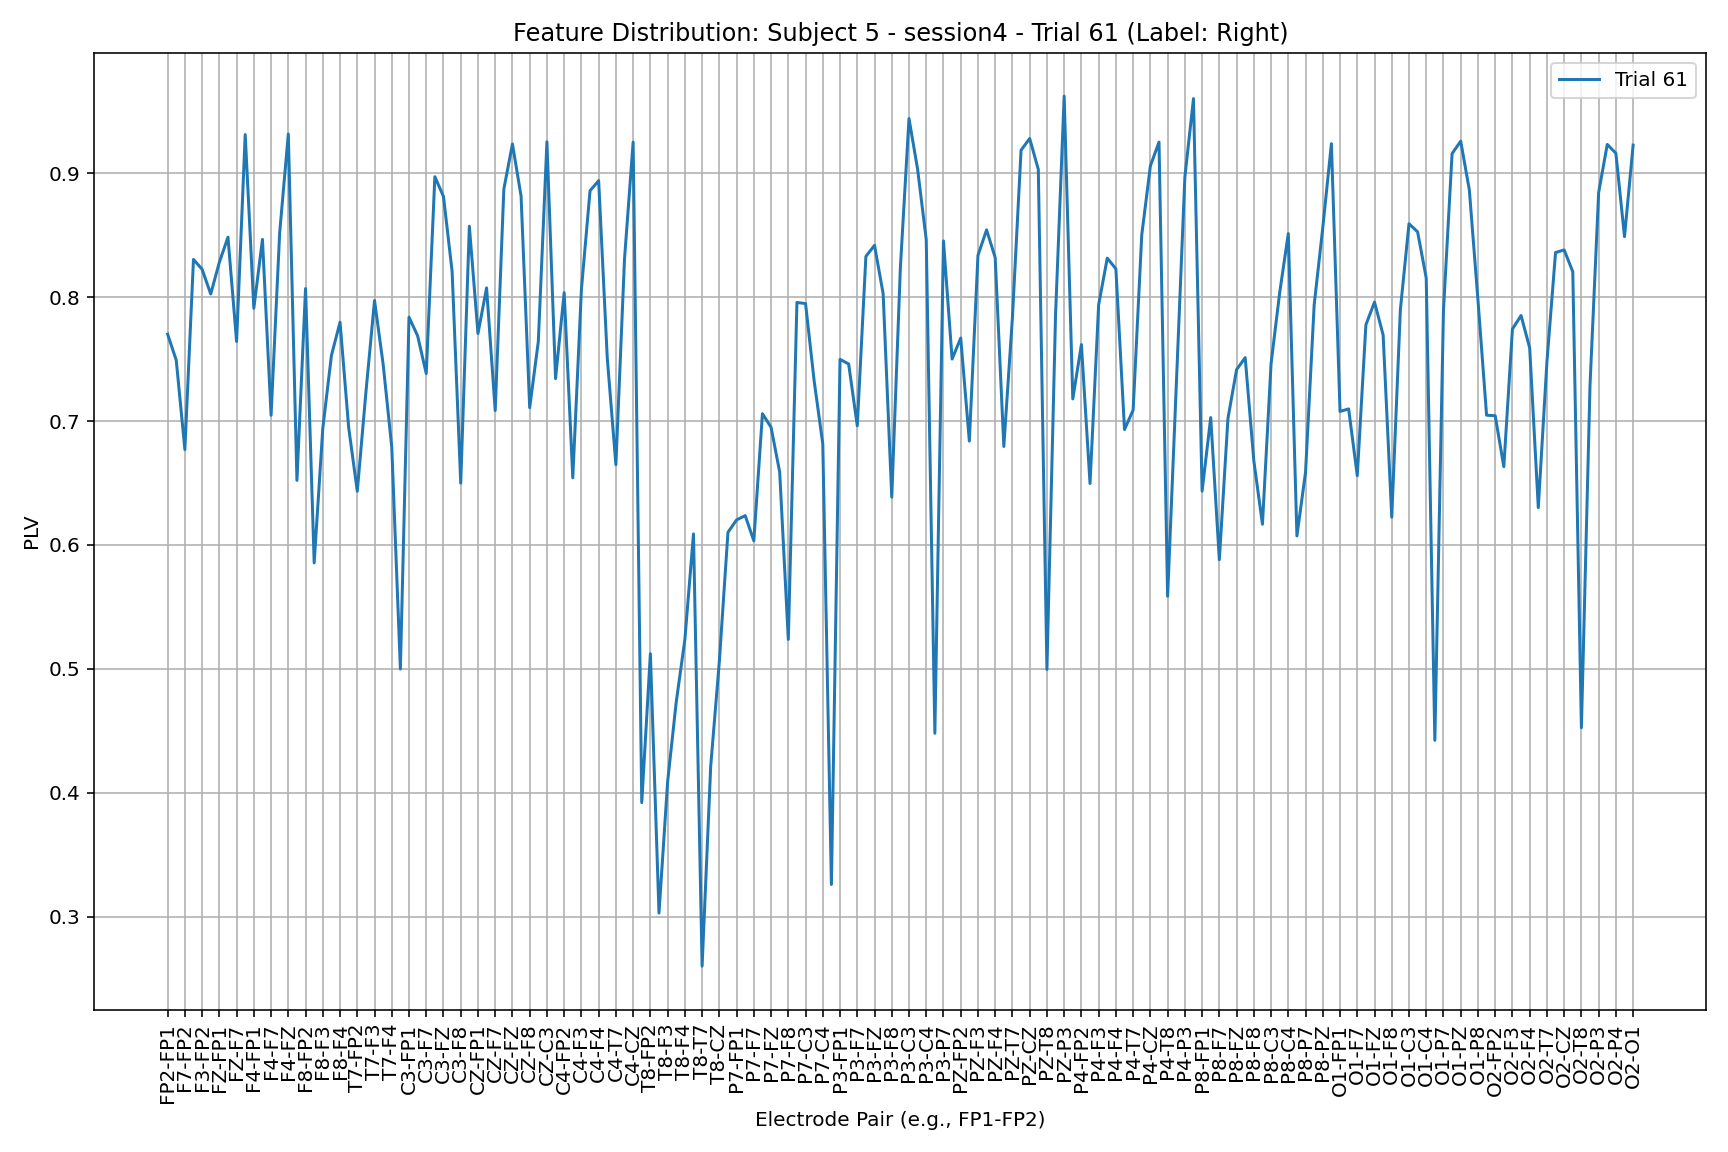 Feature Distribution: Subject 5 - session4 - Trial 61 (Label: Right)
Trial 61
PLV
0.9
0.8
0.7
0.6
0.5
0.4
0.3
FP2-FP1
F7-FP2
F3-FP2
FZ-FP1
FZ-F7
F4-FP1
F4-F7
F4-FZ
F8-FP2
F8-F3
F8-F4
T7-FP2
T7-F3
T7-F4
C3-FP1
C3-F7
C3-FZ
C3-F8
CZ-FP1
CZ-F7
CZ-FZ
CZ-F8
CZ-C3
C4-FP2
C4-F3
C4-F4
C4-T7
C4-CZ
T8-FP2
T8-F3
T8-F4
T8-T7
T8-CZ
P7-FP1
P7-F7
P7-FZ
P7-F8
P7-C3
P7-C4
P3-FP1
P3-F7
P3-FZ
P3-F8
P3-C3
P3-C4
P3-P7
PZ-FP2
PZ-F3
PZ-F4
PZ-T7
PZ-CZ
PZ-T8
PZ-P3
P4-FP2
P4-F3
P4-F4
P4-T7
P4-CZ
P4-T8
P4-P3
P8-FP1
P8-F7
P8-FZ
P8-F8
P8-C3
P8-C4
P8-P7
P8-PZ
O1-FP1
O1-F7
O1-FZ
O1-F8
O1-C3
O1-C4
O1-P7
O1-PZ
O1-P8
O2-FP2
O2-F3
O2-F4
O2-T7
O2-CZ
O2-T8
O2-P3
O2-P4
O2-O1
Electrode Pair (e.g., FP1-FP2)